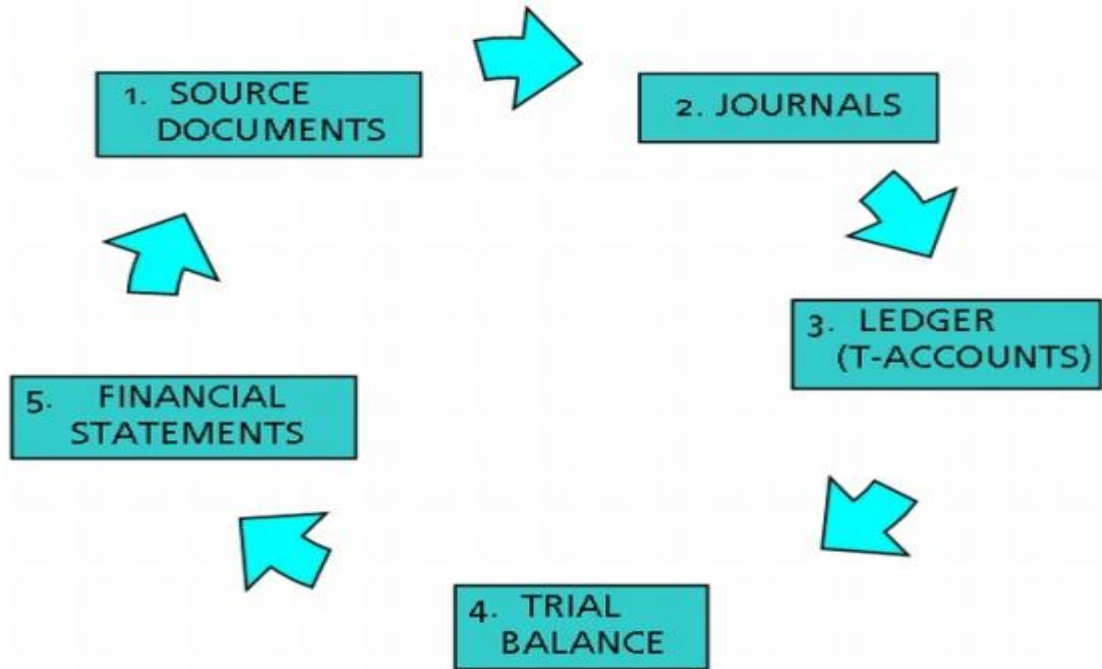 1. SOURCE
DOCUMENTS
2. JOURNALS
3. LEDGER
(T-ACCOUNTS)
4. TRIAL
BALANCE
5. FINANCIAL
STATEMENTS